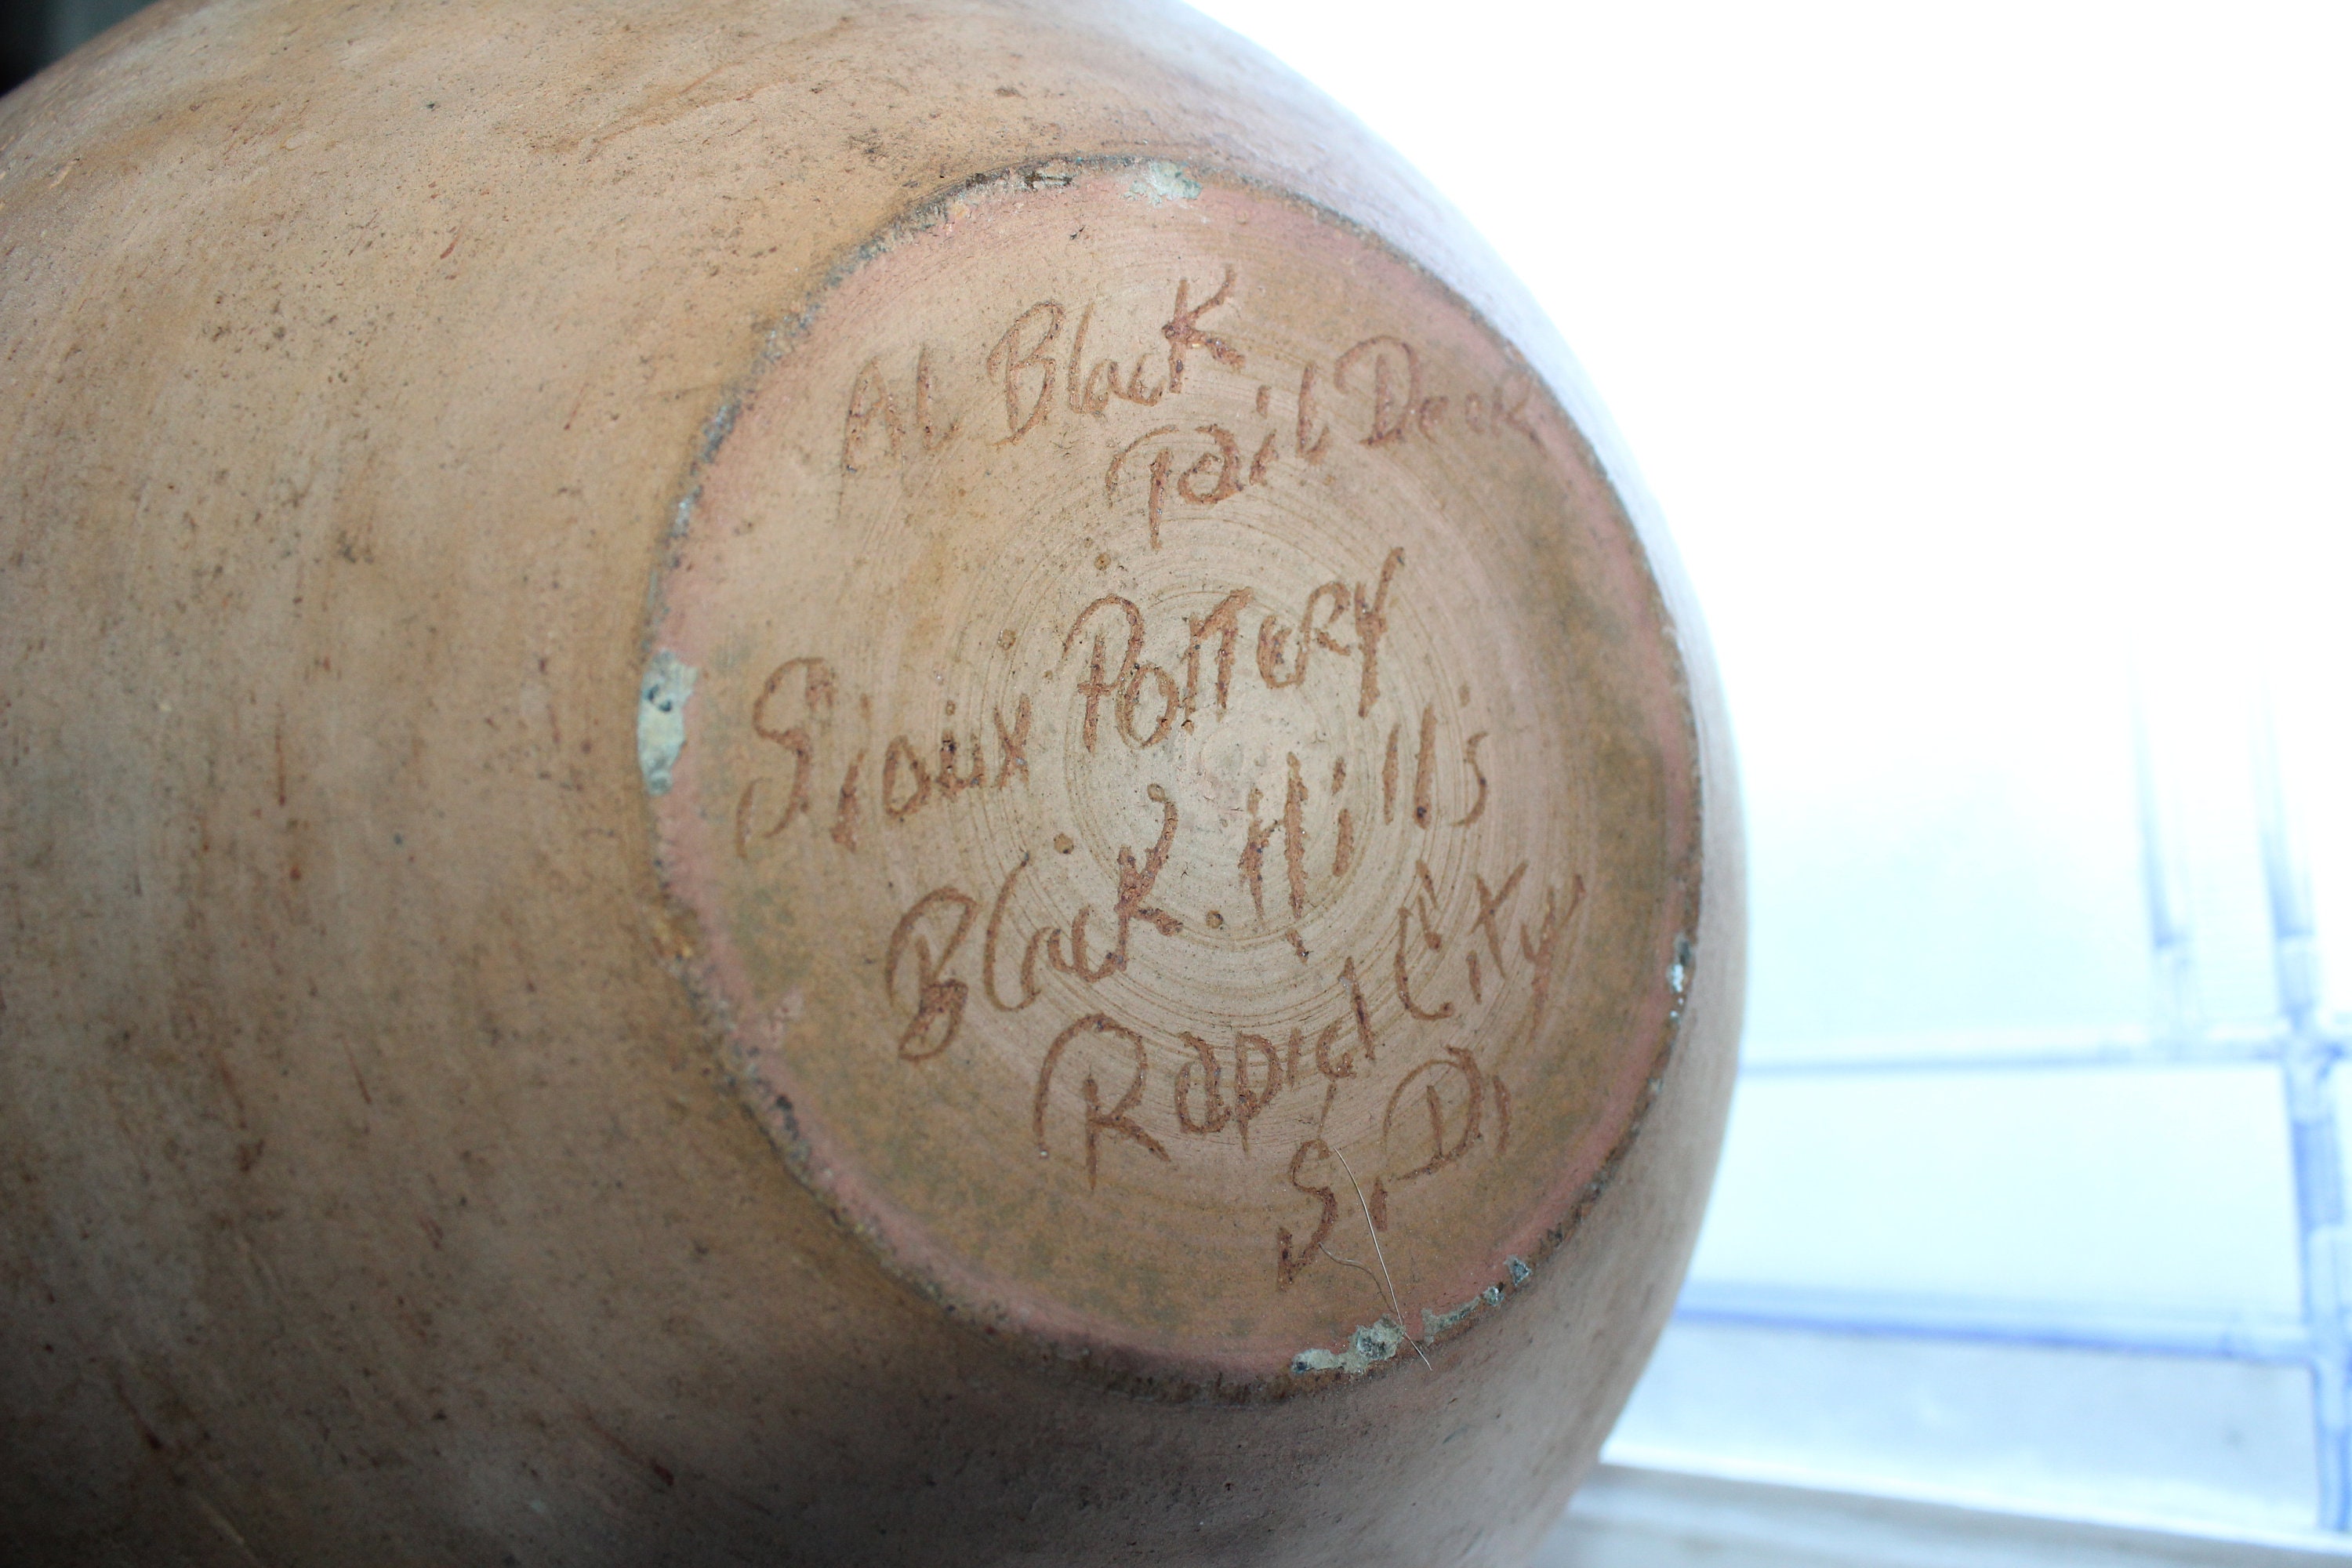 Al Black
Tail Deer
Sioux Pottery
Black. Hills
Rapid City
S.D.